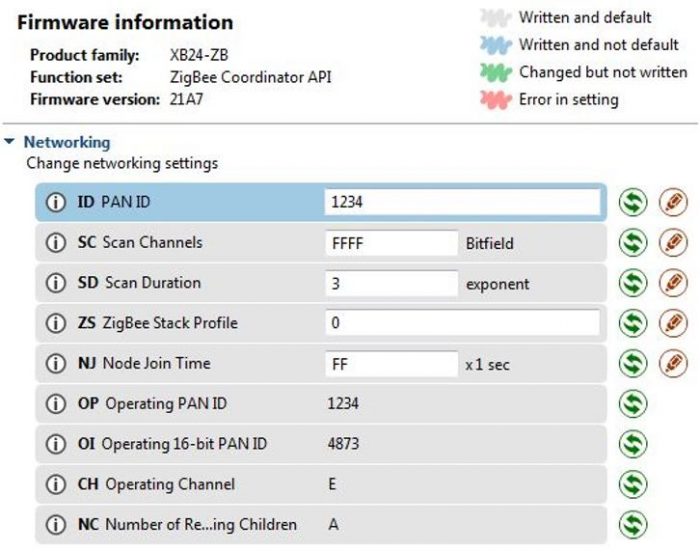 Firmware information
Product family: XB24-ZB
Function set: ZigBee Coordinator API
Firmware version: 21A7
Written and default
Written and not default
Changed but not written
Error in setting
Networking
Change networking settings
ID PAN ID 1234
SC Scan Channels FFFF Bitfield
SD Scan Duration 3 exponent
ZS ZigBee Stack Profile 0
NJ Node Join Time FF x 1 sec
OP Operating PAN ID 1234
OI Operating 16-bit PAN ID 4873
CH Operating Channel E
NC Number of Re...ing Children A